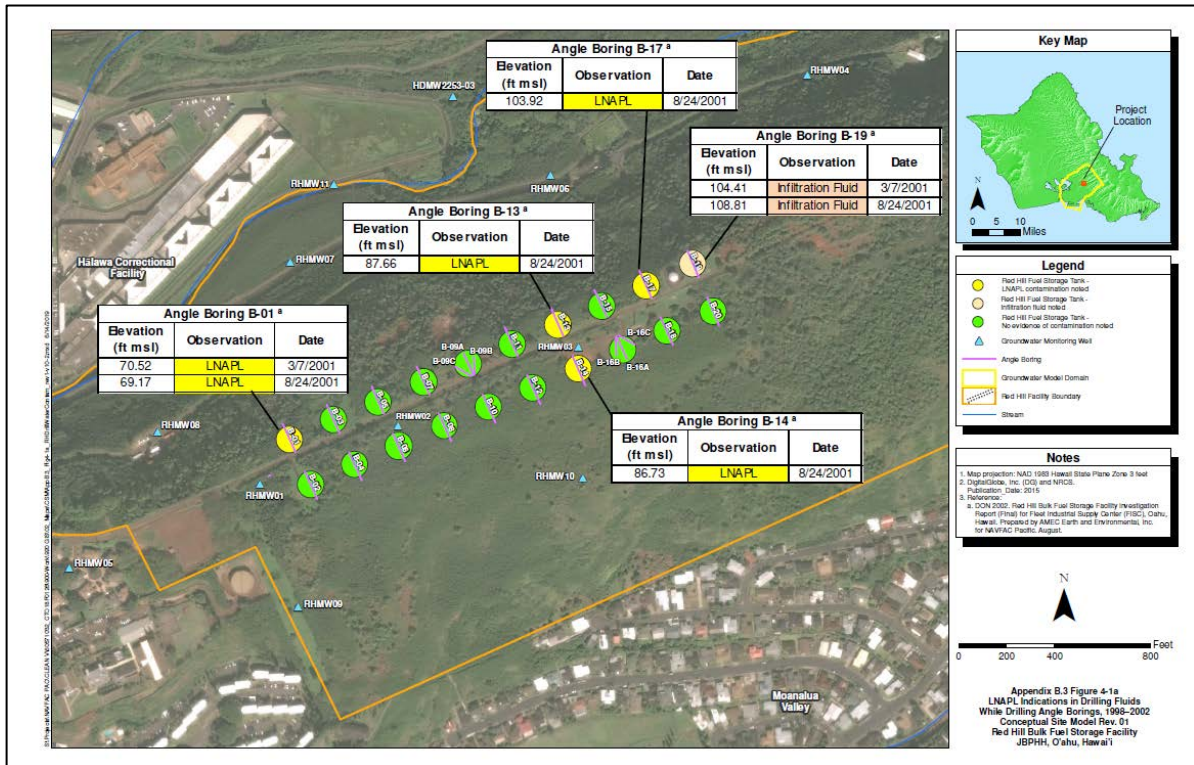 Angle Boring B-17 ª
Elevation (ft msl) Observation Date
103.92 LNAPL 8/24/2001
Angle Boring B-19 ª
Elevation (ft msl) Observation Date
104.41 Infiltration Fluid 3/7/2001
108.81 Infiltration Fluid 8/24/2001
Angle Boring B-13 ª
Elevation (ft msl) Observation Date
87.66 LNAPL 8/24/2001
Angle Boring B-01 ª
Elevation (ft msl) Observation Date
70.52 LNAPL 3/7/2001
69.17 LNAPL 8/24/2001
Angle Boring B-14 ª
Elevation (ft msl) Observation Date
86.73 LNAPL 8/24/2001
HDMW2253-03
RHMW04
RHMW11
RHMW06
RHMW07
Hālawa Correctional
Facility
RHMW08
RHMW03
RHMW02
RHMW01
RHMW10
RHMW05
RHMW09
B-09A
B-09B
B-09C
B-16C
B-16B
B-16A
B-17
B-20
B-18
B-11
B-12
B-10
B-04
B-02
Moanalua
Valley
Key Map
Project
Location
N
0 5 10
Miles
Legend
Red Hill Fuel Storage Tank -
LNAPL contamination noted
Red Hill Fuel Storage Tank -
Infiltration fluid noted
Red Hill Fuel Storage Tank -
No evidence of contamination noted
Groundwater Monitoring Well
Angle Boring
Groundwater Model Domain
Red Hill Facility Boundary
Stream
Notes
1. Map projection: NAD 1983 Hawaii State Plane Zone 3 feet
2. DigitalGlobe, Inc. (DG) and NRCS.
Publication_Date: 2015
3. Reference:
a. DON 2002. Red Hill Bulk Fuel Storage Facility Investigation
Report (Final) for Fleet Industrial Supply Center (FISC), Oahu,
Hawaii. Prepared by AMEC Earth and Environmental, Inc.
for NAVFAC Pacific. August.
N
Feet
0 200 400 800
Appendix B.3 Figure 4-1a
LNAPL Indications in Drilling Fluids
While Drilling Angle Borings, 1998–2002
Conceptual Site Model Rev. 01
Red Hill Bulk Fuel Storage Facility
JBPHH, O'ahu, Hawai'i